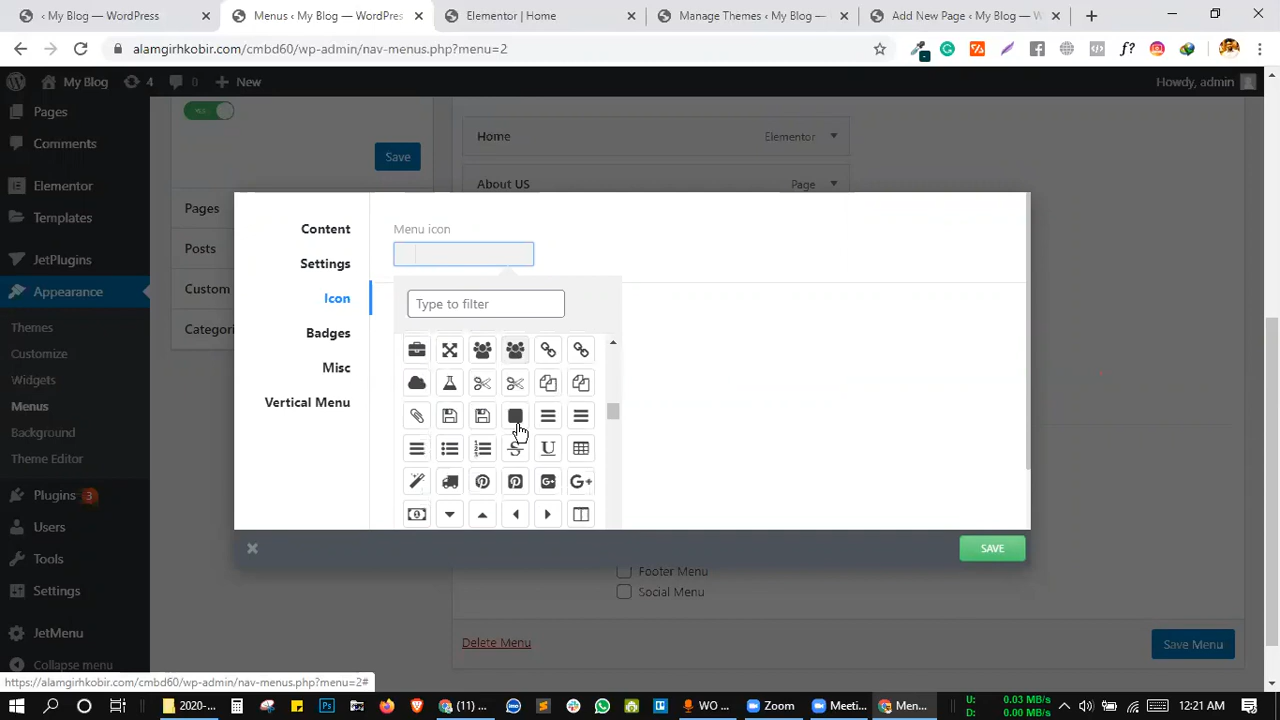 ‹ My Blog — WordPress
Menus ‹ My Blog — WordPres
Elementor | Home
Manage Themes ‹ My Blog —
Add New Page ‹ My Blog — W
alamgirhkobir.com/cmbd60/wp-admin/nav-menus.php?menu=2
My Blog
4
0
New
Howdy, admin
Pages
Comments
Elementor
Templates
JetPlugins
Appearance
Themes
Customize
Widgets
Menus
Background
Theme Editor
Plugins 3
Users
Tools
Settings
JetMenu
Collapse menu
YES
Save
Pages
Posts
Custom
Categori
Home
Elementor
About US
Page
Content
Settings
Icon
Badges
Misc
Vertical Menu
Menu icon
Type to filter
SAVE
Footer Menu
Social Menu
Delete Menu
Save Menu
https://alamgirhkobir.com/cmbd60/wp-admin/nav-menus.php?menu=2#
2020-...
(11) ...
WO ...
Zoom
Meeti...
Men...
U: 0.03 MB/s
D: 0.00 MB/s
12:21 AM